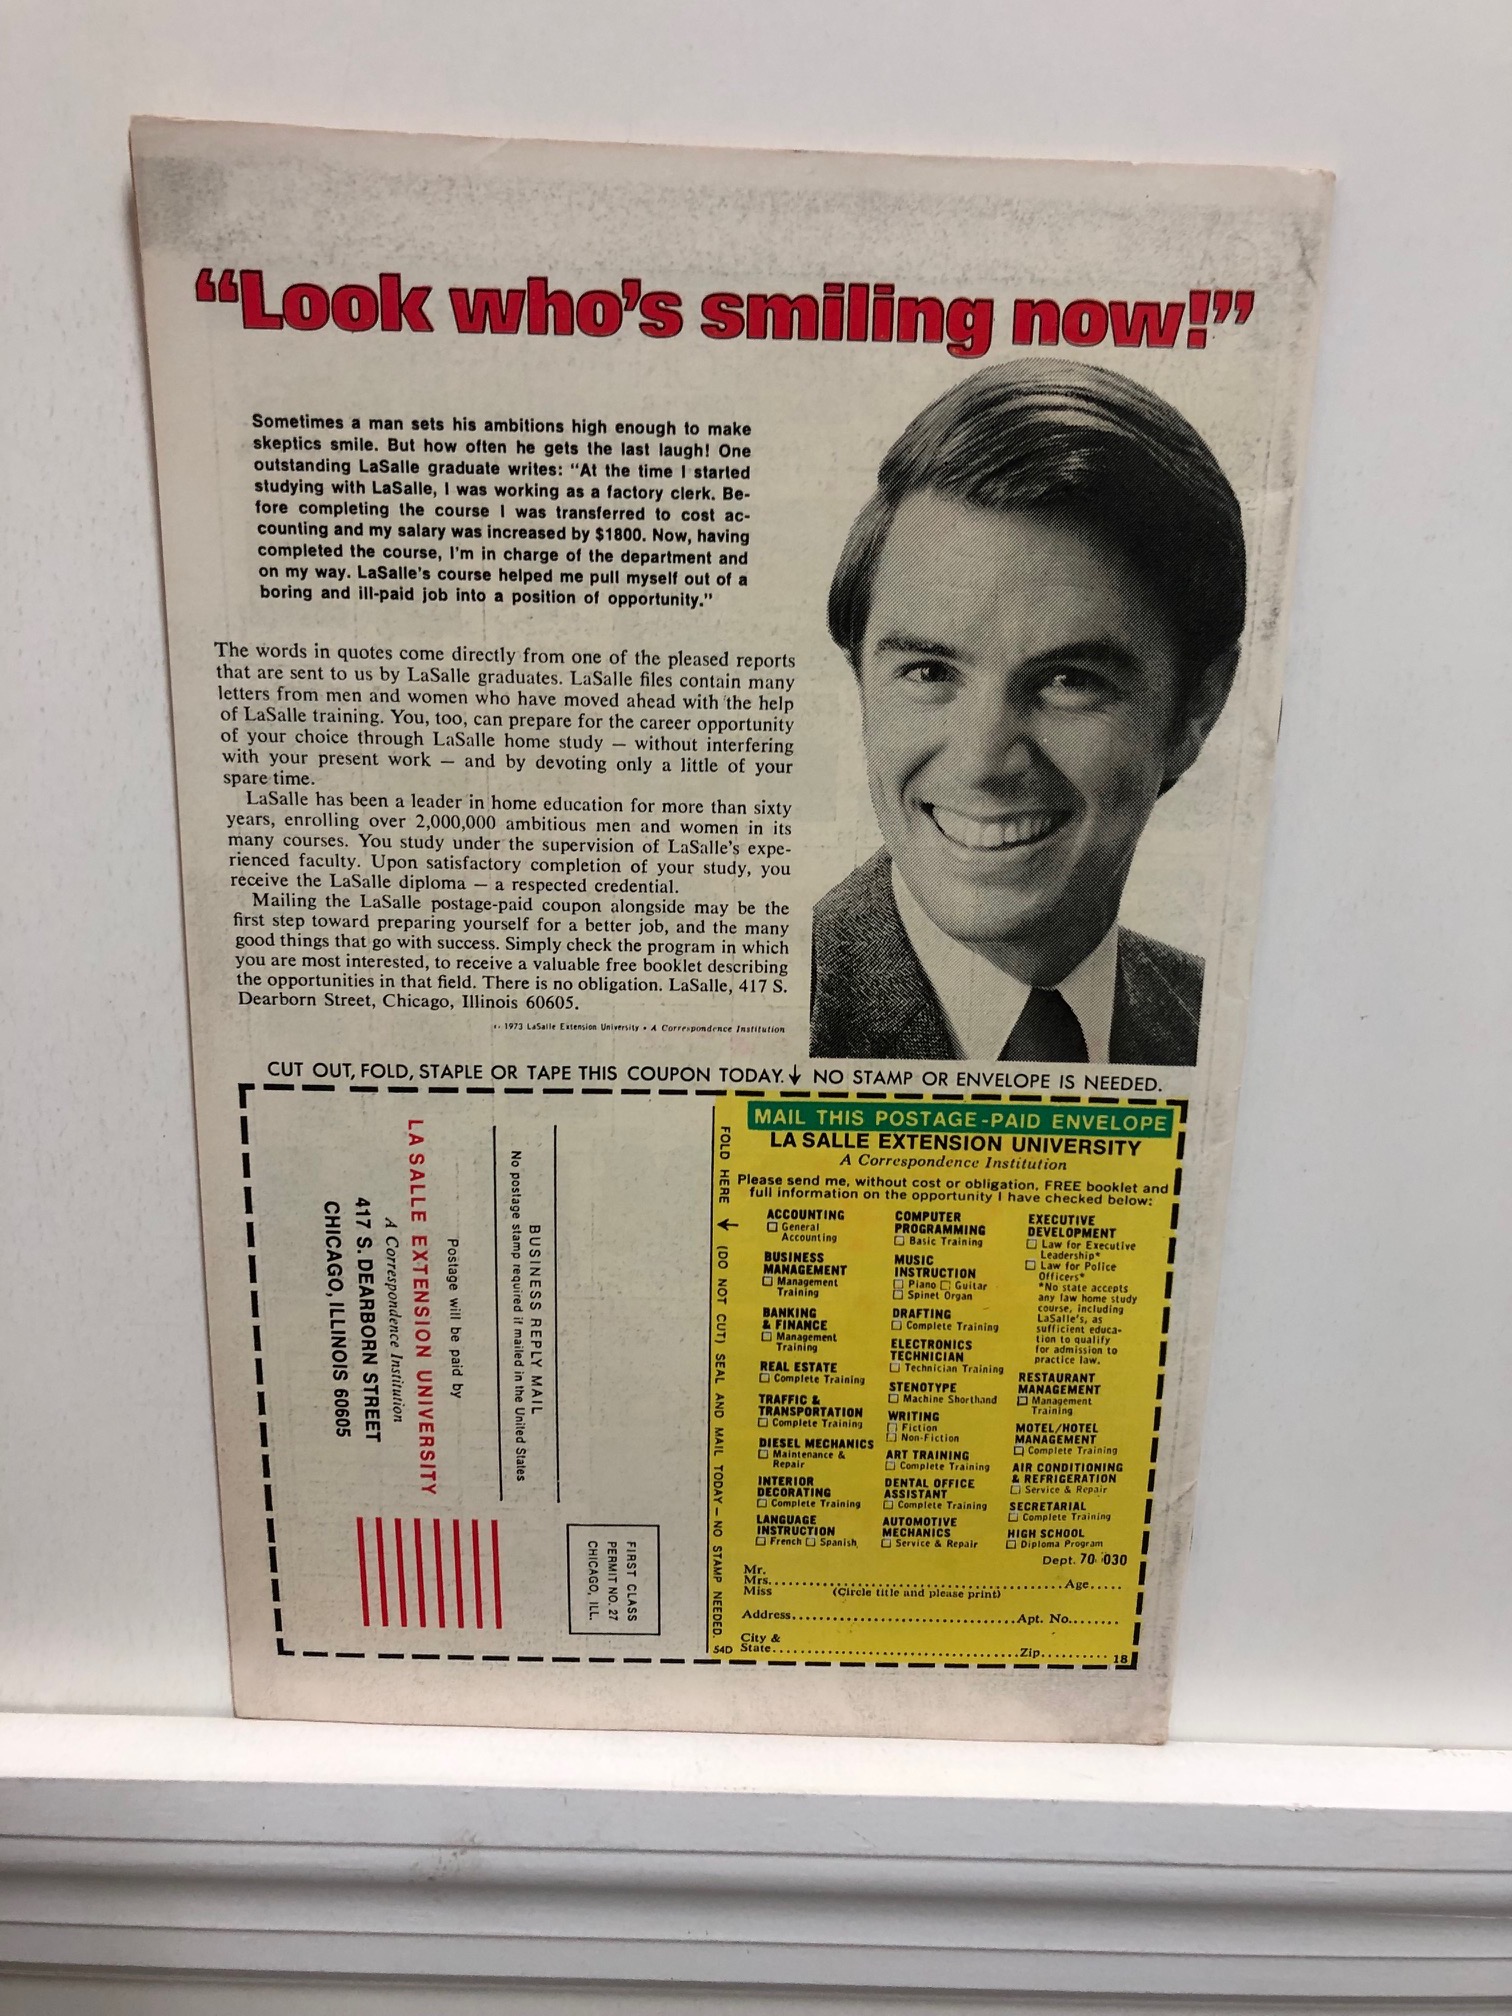 “Look who’s smiling now!”
Sometimes a man sets his ambitions high enough to make
skeptics smile. But how often he gets the last laugh! One
outstanding LaSalle graduate writes: “At the time I started
studying with LaSalle, I was working as a factory clerk. Be-
fore completing the course I was transferred to cost ac-
counting and my salary was increased by $1800. Now, having
completed the course, I’m in charge of the department and
on my way. LaSalle’s course helped me pull myself out of a
boring and ill-paid job into a position of opportunity.”
The words in quotes come directly from one of the pleased reports
that are sent to us by LaSalle graduates. LaSalle files contain many
letters from men and women who have moved ahead with the help
of LaSalle training. You, too, can prepare for the career opportunity
of your choice through LaSalle home study — without interfering
with your present work — and by devoting only a little of your
spare time.
LaSalle has been a leader in home education for more than sixty
years, enrolling over 2,000,000 ambitious men and women in its
many courses. You study under the supervision of LaSalle’s expe-
rienced faculty. Upon satisfactory completion of your study, you
receive the LaSalle diploma — a respected credential.
Mailing the LaSalle postage-paid coupon alongside may be the
first step toward preparing yourself for a better job, and the many
good things that go with success. Simply check the program in which
you are most interested, to receive a valuable free booklet describing
the opportunities in that field. There is no obligation. LaSalle, 417 S.
Dearborn Street, Chicago, Illinois 60605.
1973 LaSalle Extension University • A Correspondence Institution
CUT OUT, FOLD, STAPLE OR TAPE THIS COUPON TODAY. ↓ NO STAMP OR ENVELOPE IS NEEDED.
BUSINESS REPLY MAIL
No postage stamp required if mailed in the United States
Postage will be paid by
LA SALLE EXTENSION UNIVERSITY
A Correspondence Institution
417 S. DEARBORN STREET
CHICAGO, ILLINOIS 60605
FIRST CLASS
PERMIT NO. 27
CHICAGO, ILL.
FOLD HERE ↓ (DO NOT CUT) SEAL AND MAIL TODAY — NO STAMP NEEDED.
54D
MAIL THIS POSTAGE-PAID ENVELOPE
LA SALLE EXTENSION UNIVERSITY
A Correspondence Institution
Please send me, without cost or obligation, FREE booklet and
full information on the opportunity I have checked below:
ACCOUNTING
☐ General
Accounting
BUSINESS
MANAGEMENT
☐ Management
Training
BANKING
& FINANCE
☐ Management
Training
REAL ESTATE
☐ Complete Training
TRAFFIC &
TRANSPORTATION
☐ Complete Training
DIESEL MECHANICS
☐ Maintenance &
Repair
INTERIOR
DECORATING
☐ Complete Training
LANGUAGE
INSTRUCTION
☐ French ☐ Spanish
COMPUTER
PROGRAMMING
☐ Basic Training
MUSIC
INSTRUCTION
☐ Piano ☐ Guitar
☐ Spinet Organ
DRAFTING
☐ Complete Training
ELECTRONICS
TECHNICIAN
☐ Technician Training
STENOTYPE
☐ Machine Shorthand
WRITING
☐ Fiction
☐ Non-Fiction
ART TRAINING
☐ Complete Training
DENTAL OFFICE
ASSISTANT
☐ Complete Training
AUTOMOTIVE
MECHANICS
☐ Service & Repair
EXECUTIVE
DEVELOPMENT
☐ Law for Executive
Leadership*
☐ Law for Police
Officers*
*No state accepts
any law home study
course, including
LaSalle’s, as
sufficient educa-
tion to qualify
for admission to
practice law.
RESTAURANT
MANAGEMENT
☐ Management
Training
MOTEL/HOTEL
MANAGEMENT
☐ Complete Training
AIR CONDITIONING
& REFRIGERATION
☐ Service & Repair
SECRETARIAL
☐ Complete Training
HIGH SCHOOL
☐ Diploma Program
Dept. 70-030
Mr.
Mrs. Age
Miss (Circle title and please print)
Address Apt. No.
City &
State Zip
18